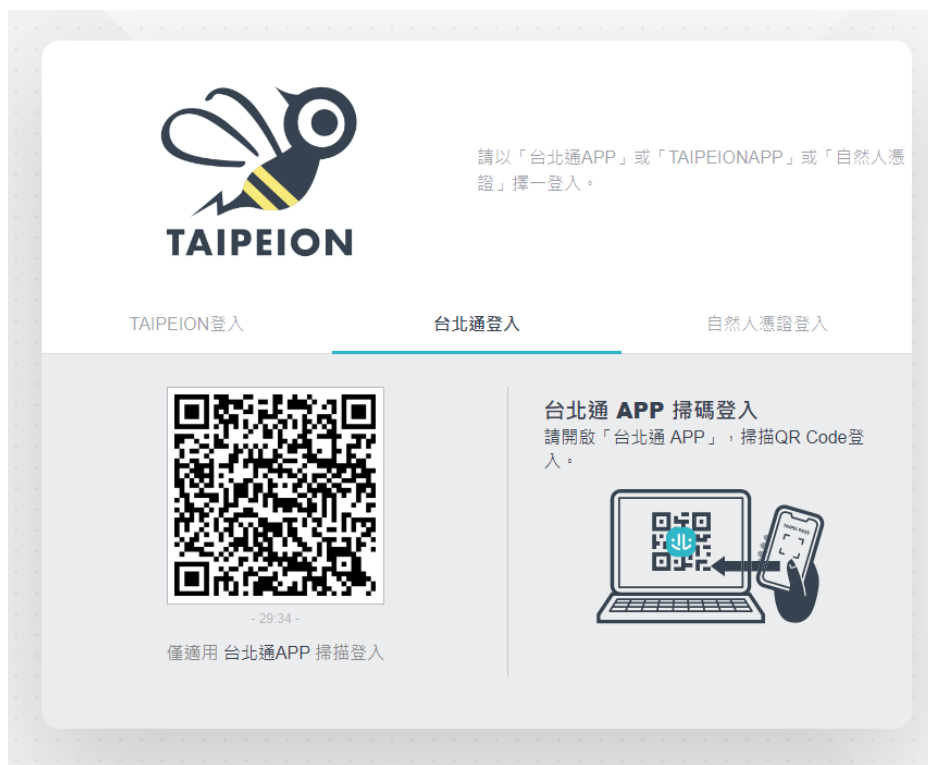 TAIPEION
請以「台北通APP」或「TAIPEIONAPP」或「自然人憑
證」擇一登入。
TAIPEION登入
台北通登入
自然人憑證登入
- 29:34 -
僅適用 台北通APP 掃描登入
台北通 APP 掃碼登入
請開啟「台北通 APP」，掃描QR Code登
入。
TAIPEI PASS